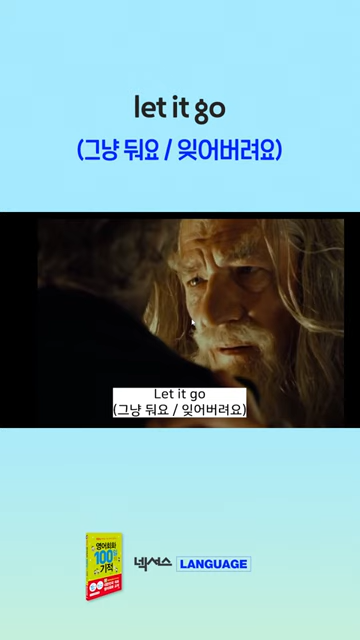 let it go
(그냥 둬요 / 잊어버려요)
Let it go
(그냥 둬요 / 잊어버려요)
영어회화
100일의
기적
넥서스 LANGUAGE